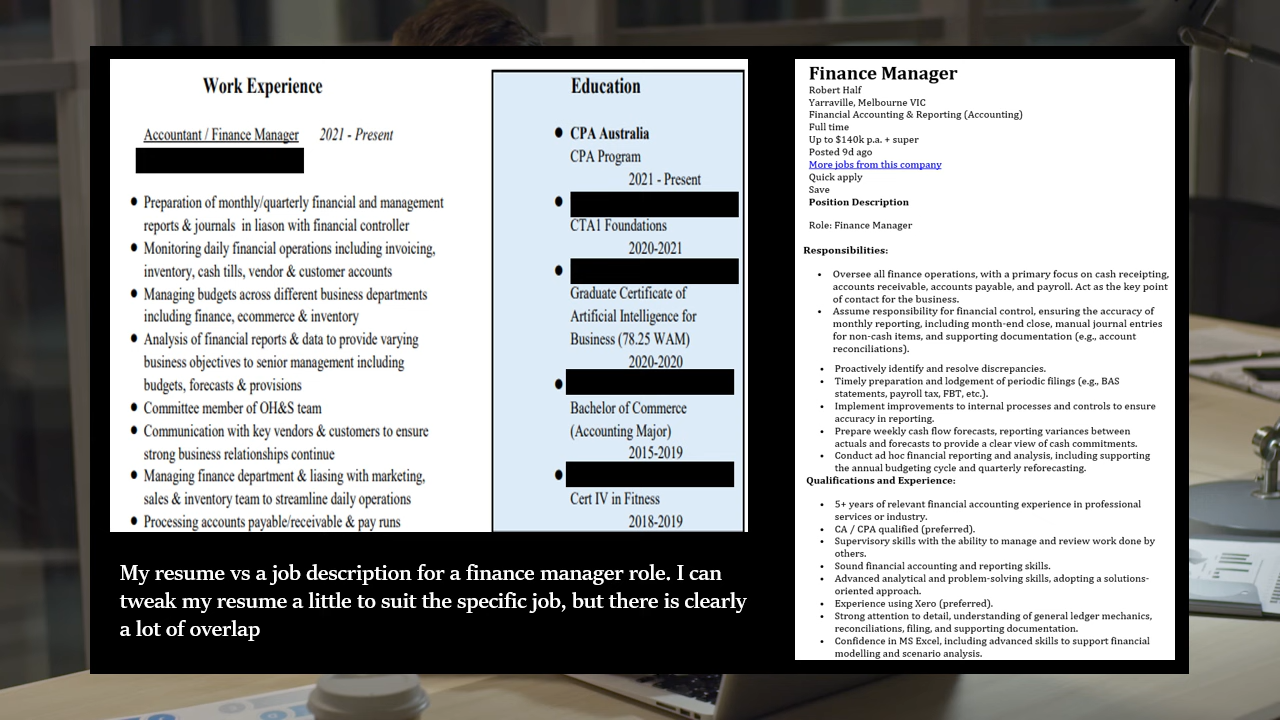 Work Experience
Accountant / Finance Manager 2021 - Present
Preparation of monthly/quarterly financial and management
reports & journals in liason with financial controller
Monitoring daily financial operations including invoicing,
inventory, cash tills, vendor & customer accounts
Managing budgets across different business departments
including finance, ecommerce & inventory
Analysis of financial reports & data to provide varying
business objectives to senior management including
budgets, forecasts & provisions
Committee member of OH&S team
Communication with key vendors & customers to ensure
strong business relationships continue
Managing finance department & liasing with marketing,
sales & inventory team to streamline daily operations
Processing accounts payable/receivable & pay runs
Education
CPA Australia
CPA Program
2021 - Present
CTA1 Foundations
2020-2021
Graduate Certificate of
Artificial Intelligence for
Business (78.25 WAM)
2020-2020
Bachelor of Commerce
(Accounting Major)
2015-2019
Cert IV in Fitness
2018-2019
My resume vs a job description for a finance manager role. I can
tweak my resume a little to suit the specific job, but there is clearly
a lot of overlap
Finance Manager
Robert Half
Yarraville, Melbourne VIC
Financial Accounting & Reporting (Accounting)
Full time
Up to $140k p.a. + super
Posted 9d ago
More jobs from this company
Quick apply
Save
Position Description
Role: Finance Manager
Responsibilities:
Oversee all finance operations, with a primary focus on cash receipting,
accounts receivable, accounts payable, and payroll. Act as the key point
of contact for the business.
Assume responsibility for financial control, ensuring the accuracy of
monthly reporting, including month-end close, manual journal entries
for non-cash items, and supporting documentation (e.g., account
reconciliations).
Proactively identify and resolve discrepancies.
Timely preparation and lodgement of periodic filings (e.g., BAS
statements, payroll tax, FBT, etc.).
Implement improvements to internal processes and controls to ensure
accuracy in reporting.
Prepare weekly cash flow forecasts, reporting variances between
actuals and forecasts to provide a clear view of cash commitments.
Conduct ad hoc financial reporting and analysis, including supporting
the annual budgeting cycle and quarterly reforecasting.
Qualifications and Experience:
5+ years of relevant financial accounting experience in professional
services or industry.
CA / CPA qualified (preferred).
Supervisory skills with the ability to manage and review work done by
others.
Sound financial accounting and reporting skills.
Advanced analytical and problem-solving skills, adopting a solutions-
oriented approach.
Experience using Xero (preferred).
Strong attention to detail, understanding of general ledger mechanics,
reconciliations, filing, and supporting documentation.
Confidence in MS Excel, including advanced skills to support financial
modelling and scenario analysis.